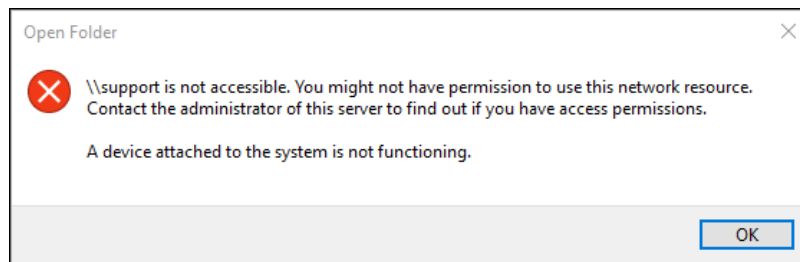 Open Folder
\\support is not accessible. You might not have permission to use this network resource.
Contact the administrator of this server to find out if you have access permissions.
A device attached to the system is not functioning.
OK